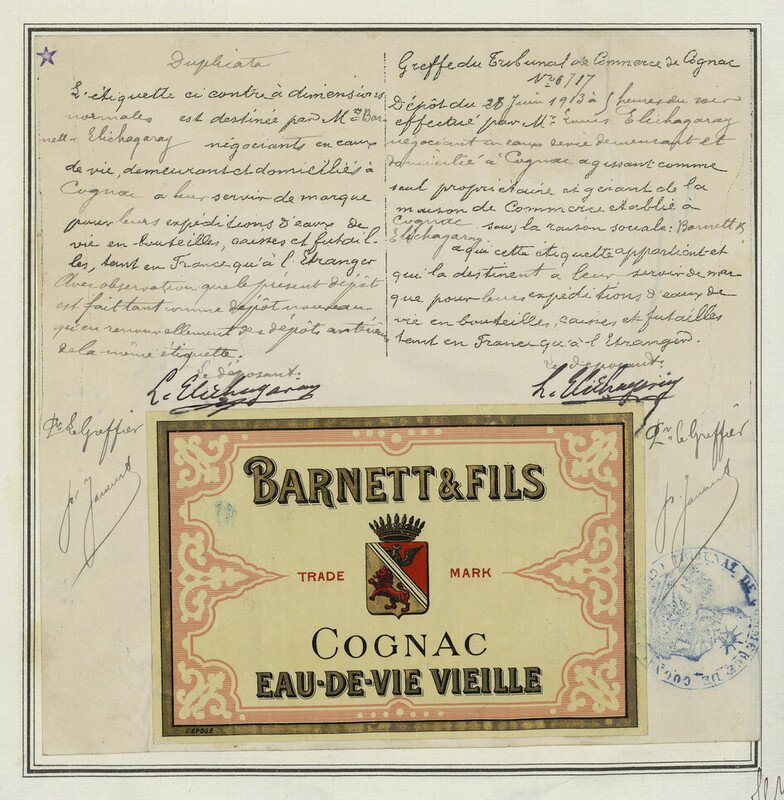 Duplicata
L'étiquette ci contre à dimensions
normales est destinée par Mrs Bar-
nett & Elichagaray négociants en eaux
de vie, demeurant et domiciliés à
Cognac a leur servir de marque
pour leurs expéditions d'eaux de
vie en bouteilles, caisses et futail-
les, tant en France qu'à l'Etranger
Avec observation que le présent dépôt
est fait tant comme dépôt nouveau
qu'en renouvellement des dépôts antérieurs
de la même étiquette.
Le déposant.
L. Elichagaray
Pr Le Greffier
Greffe du Tribunal de Commerce de Cognac
Dépôt du 28 Juin 1913 à 5 heures du soir
effectué par Mr Louis Elichagaray
négociant en eaux de vie demeurant et
domicilié à Cognac agissant comme
seul propriétaire négociant de la
maison de Commerce établie à
Cognac sous la raison sociale: Barnett &
Elichagaray
a qui cette étiquette appartient et
qui la destinent a leur servir de mar-
que pour leurs expéditions d'eaux de
vie en bouteilles, caisses et futailles
tant en France qu'à l'Etranger.
Le déposant.
L. Elichagaray
Pr Le Greffier
BARNETT & FILS
TRADE MARK
COGNAC
EAU-DE-VIE VIEILLE
DÉPOSÉ
TRIBUNAL DE COMMERCE DE COGNAC